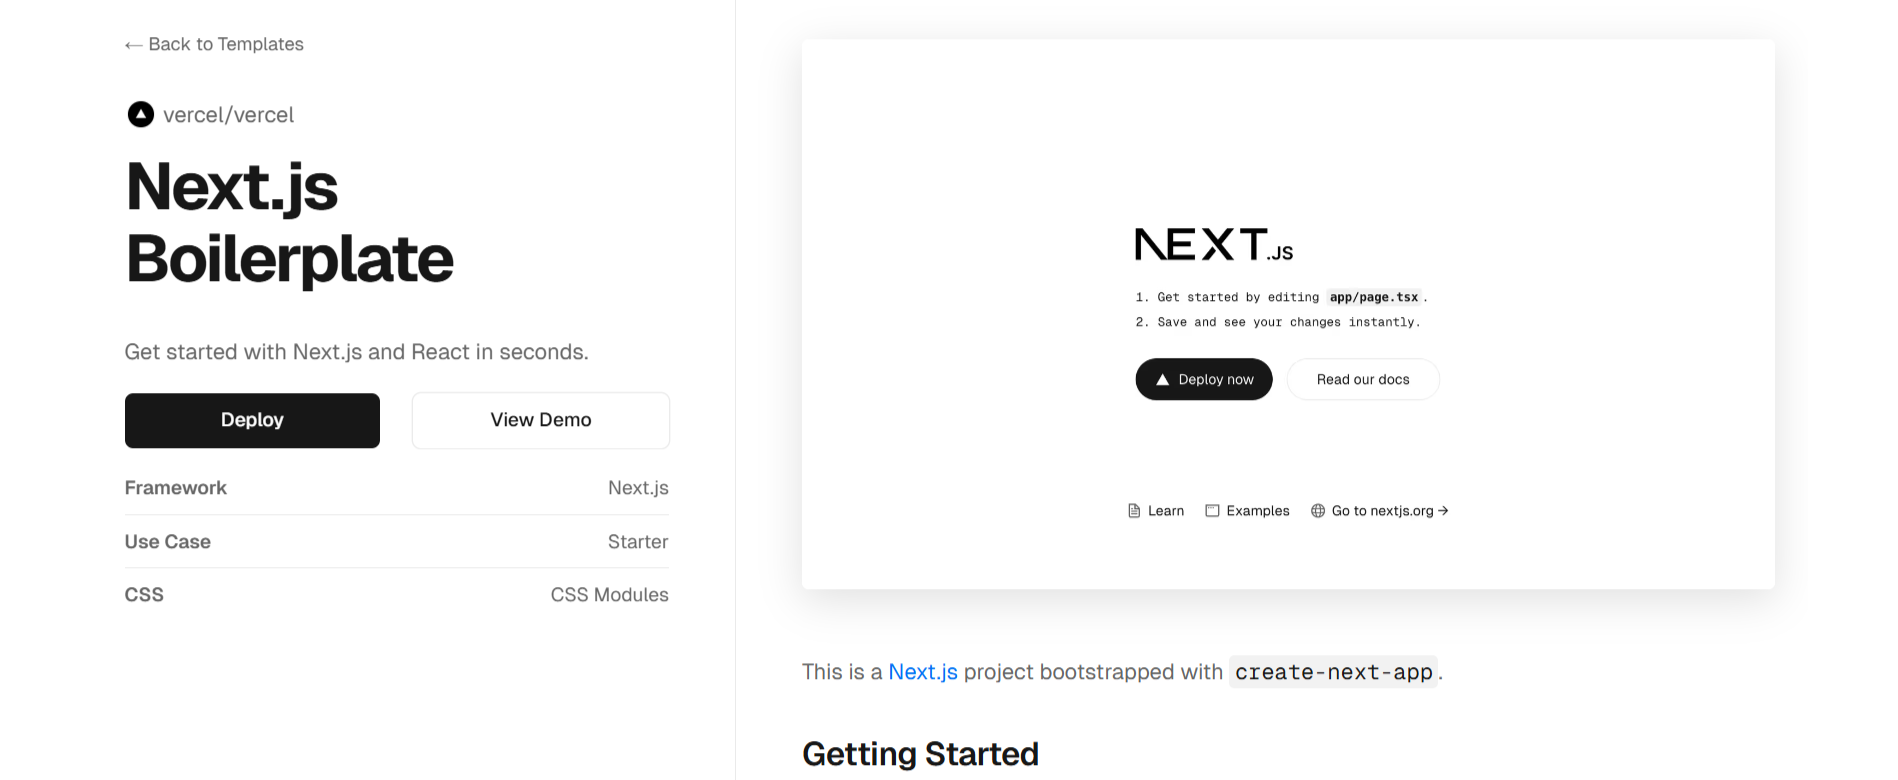 ← Back to Templates
vercel/vercel
Next.js
Boilerplate
Get started with Next.js and React in seconds.
Deploy
View Demo
Framework Next.js
Use Case Starter
CSS CSS Modules
NEXT.JS
1. Get started by editing app/page.tsx.
2. Save and see your changes instantly.
Deploy now
Read our docs
Learn
Examples
Go to nextjs.org →
This is a Next.js project bootstrapped with create-next-app.
Getting Started